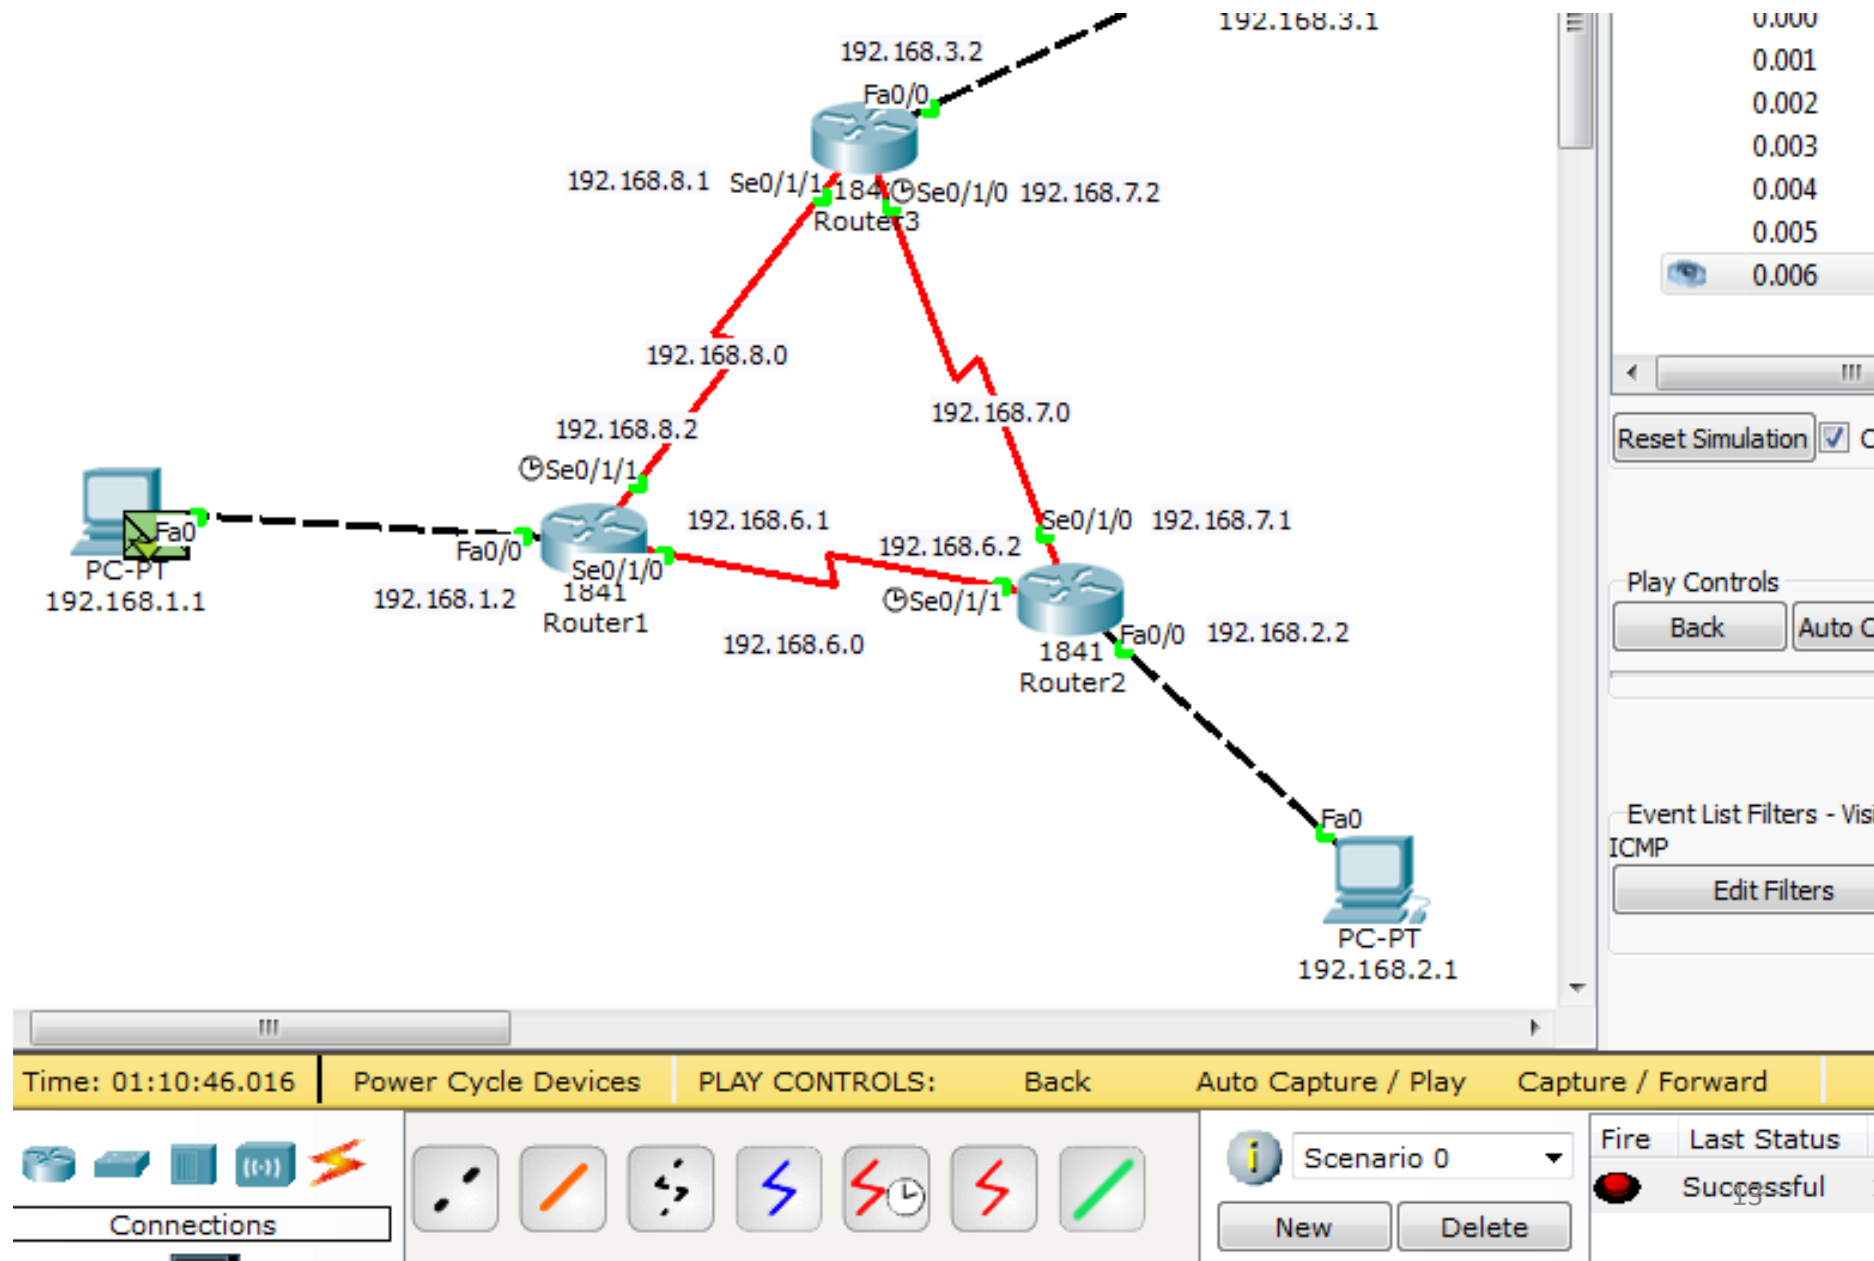 192.168.3.1
192.168.3.2
Fa0/0
192.168.8.1
Se0/1/1
184
Se0/1/0
192.168.7.2
Router3
192.168.8.0
192.168.7.0
192.168.8.2
Se0/1/1
Fa0
PC-PT
192.168.1.1
Fa0/0
192.168.1.2
Se0/1/0
1841
Router1
192.168.6.1
192.168.6.2
192.168.6.0
Se0/1/0
192.168.7.1
Se0/1/1
1841
Router2
Fa0/0
192.168.2.2
Fa0
PC-PT
192.168.2.1
0.000
0.001
0.002
0.003
0.004
0.005
0.006
Reset Simulation
Play Controls
Back
Auto C
Event List Filters - Visi
ICMP
Edit Filters
Time: 01:10:46.016
Power Cycle Devices
PLAY CONTROLS:
Back
Auto Capture / Play
Capture / Forward
Connections
Scenario 0
New
Delete
Fire
Last Status
Successful
13